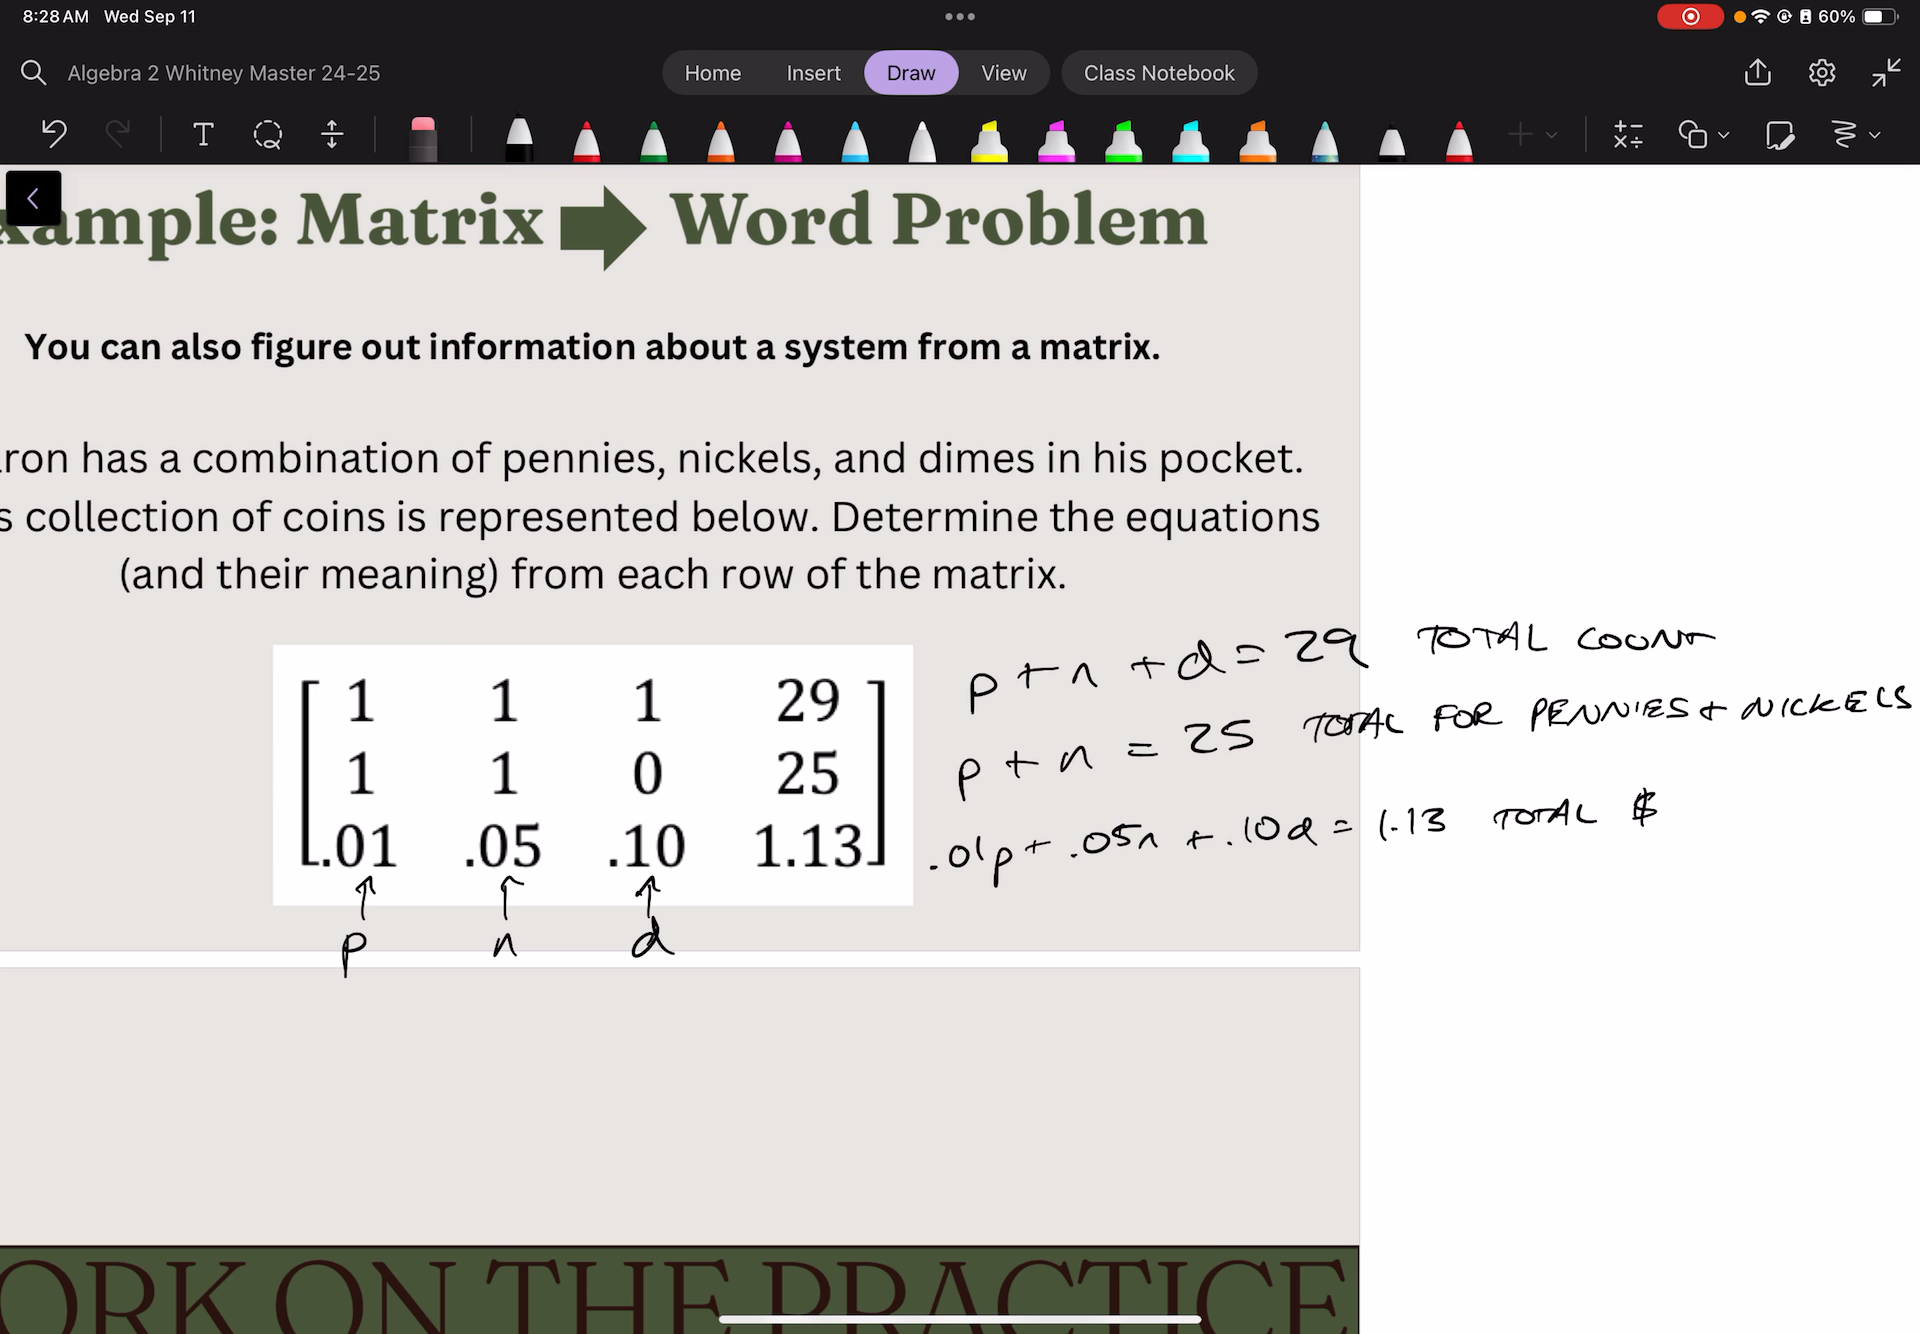 8:28 AM Wed Sep 11
60%
Algebra 2 Whitney Master 24-25
Home Insert Draw View Class Notebook
T
xample: Matrix Word Problem
You can also figure out information about a system from a matrix.
ron has a combination of pennies, nickels, and dimes in his pocket.
s collection of coins is represented below. Determine the equations
(and their meaning) from each row of the matrix.
1 1 1 29
p + n + d = 29 TOTAL COUNT
1 1 0 25
p + n = 25 TOTAL FOR PENNIES + NICKELS
.01 .05 .10 1.13
.01p + .05n + .10d = 1.13 TOTAL $
p n d
ORK ON THE PRACTICE